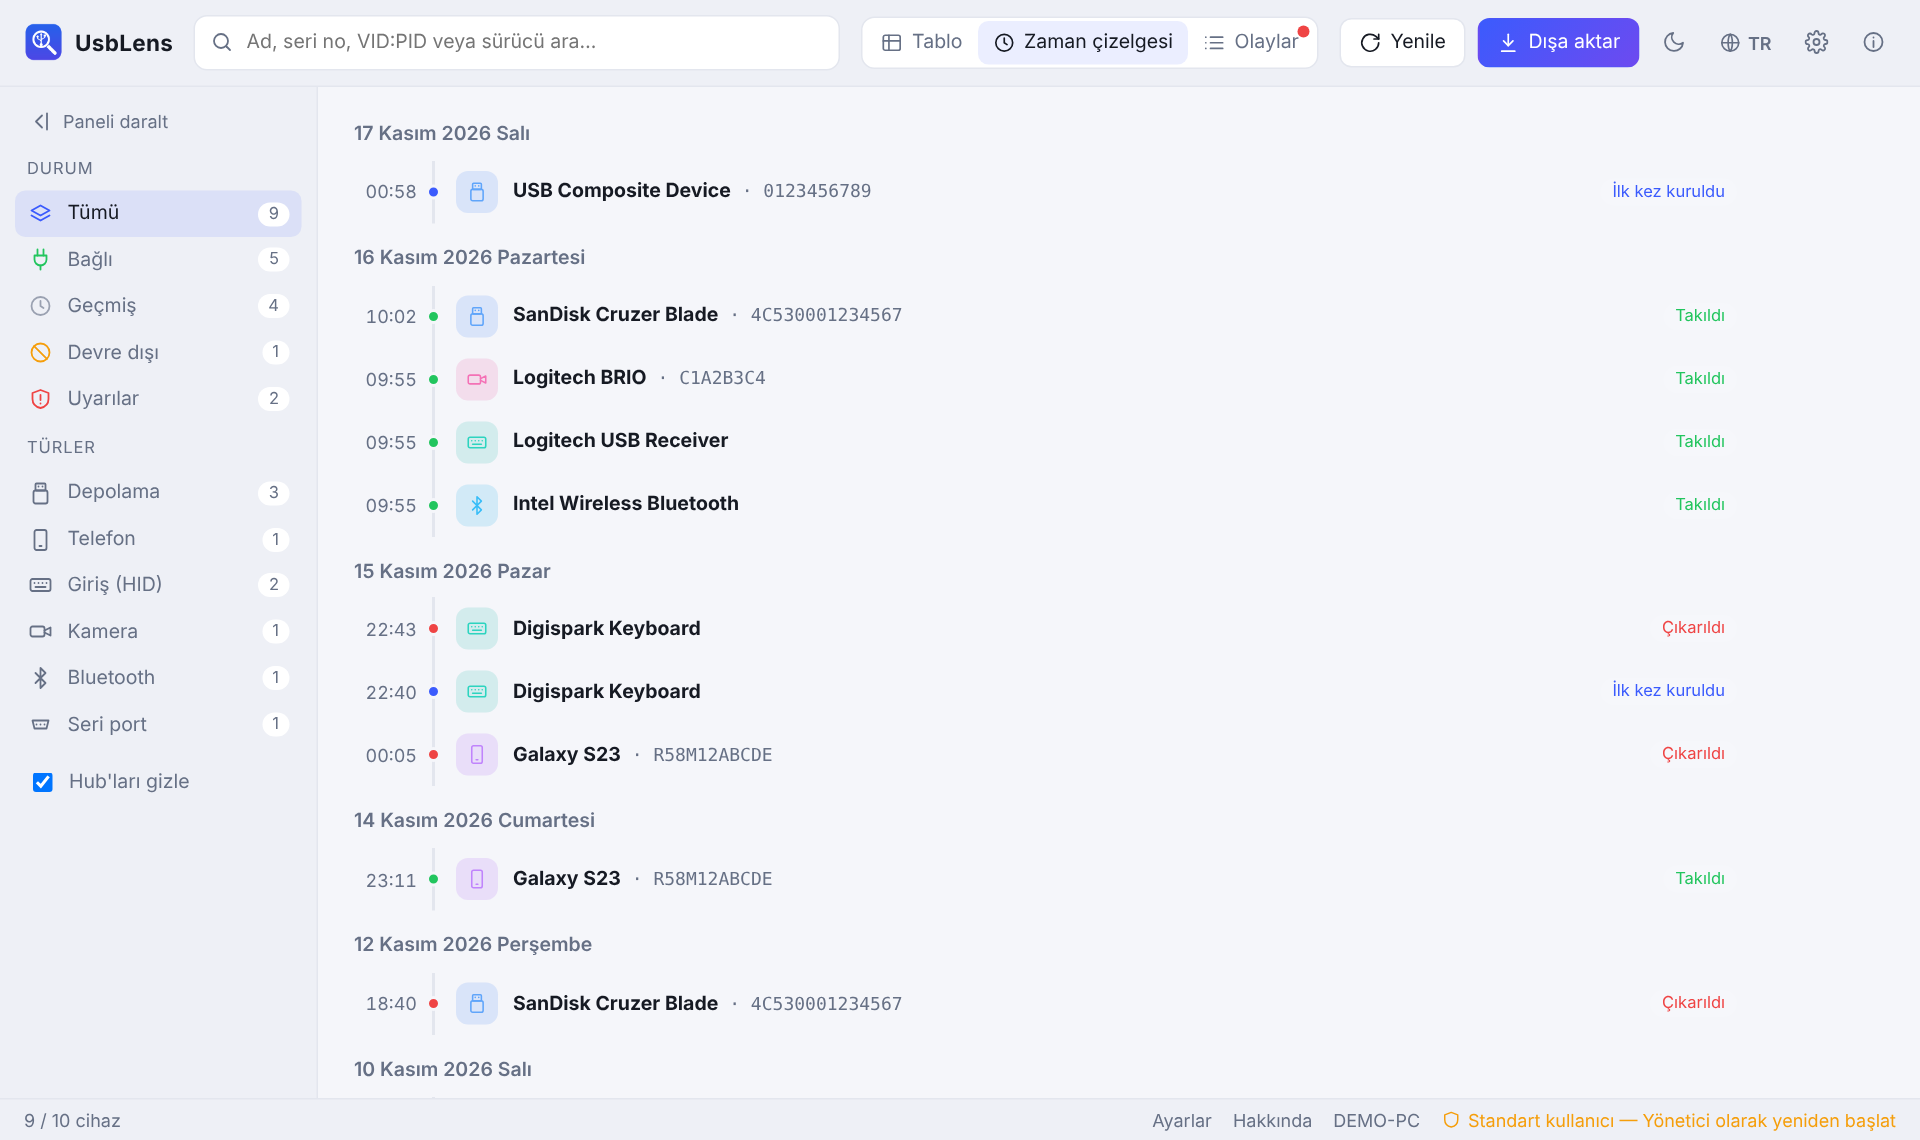 UsbLens
Ad, seri no, VID:PID veya sürücü ara...
Tablo
Zaman çizelgesi
Olaylar
Yenile
Dışa aktar
TR
Paneli daralt
DURUM
Tümü 9
Bağlı 5
Geçmiş 4
Devre dışı 1
Uyarılar 2
TÜRLER
Depolama 3
Telefon 1
Giriş (HID) 2
Kamera 1
Bluetooth 1
Seri port 1
Hub'ları gizle
17 Kasım 2026 Salı
00:58 USB Composite Device · 0123456789 İlk kez kuruldu
16 Kasım 2026 Pazartesi
10:02 SanDisk Cruzer Blade · 4C530001234567 Takıldı
09:55 Logitech BRIO · C1A2B3C4 Takıldı
09:55 Logitech USB Receiver Takıldı
09:55 Intel Wireless Bluetooth Takıldı
15 Kasım 2026 Pazar
22:43 Digispark Keyboard Çıkarıldı
22:40 Digispark Keyboard İlk kez kuruldu
00:05 Galaxy S23 · R58M12ABCDE Çıkarıldı
14 Kasım 2026 Cumartesi
23:11 Galaxy S23 · R58M12ABCDE Takıldı
12 Kasım 2026 Perşembe
18:40 SanDisk Cruzer Blade · 4C530001234567 Çıkarıldı
10 Kasım 2026 Salı
9 / 10 cihaz
Ayarlar
Hakkında
DEMO-PC
Standart kullanıcı — Yönetici olarak yeniden başlat